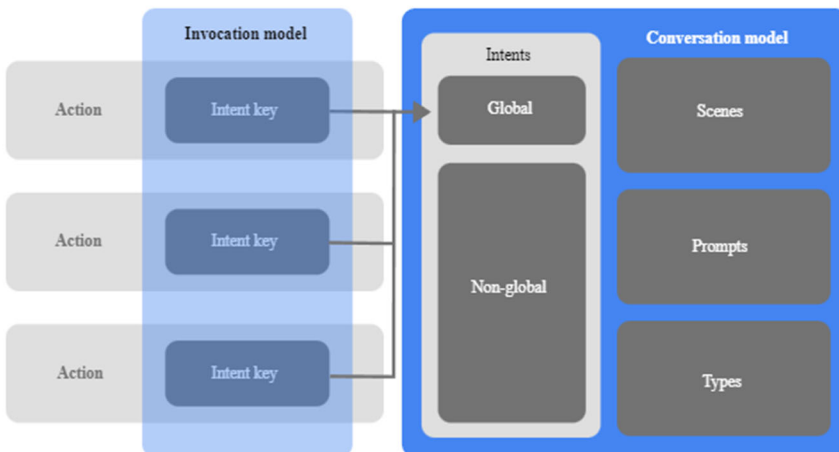 Invocation model
Conversation model
Intents
Action
Intent key
Global
Scenes
Action
Intent key
Non-global
Prompts
Action
Intent key
Types